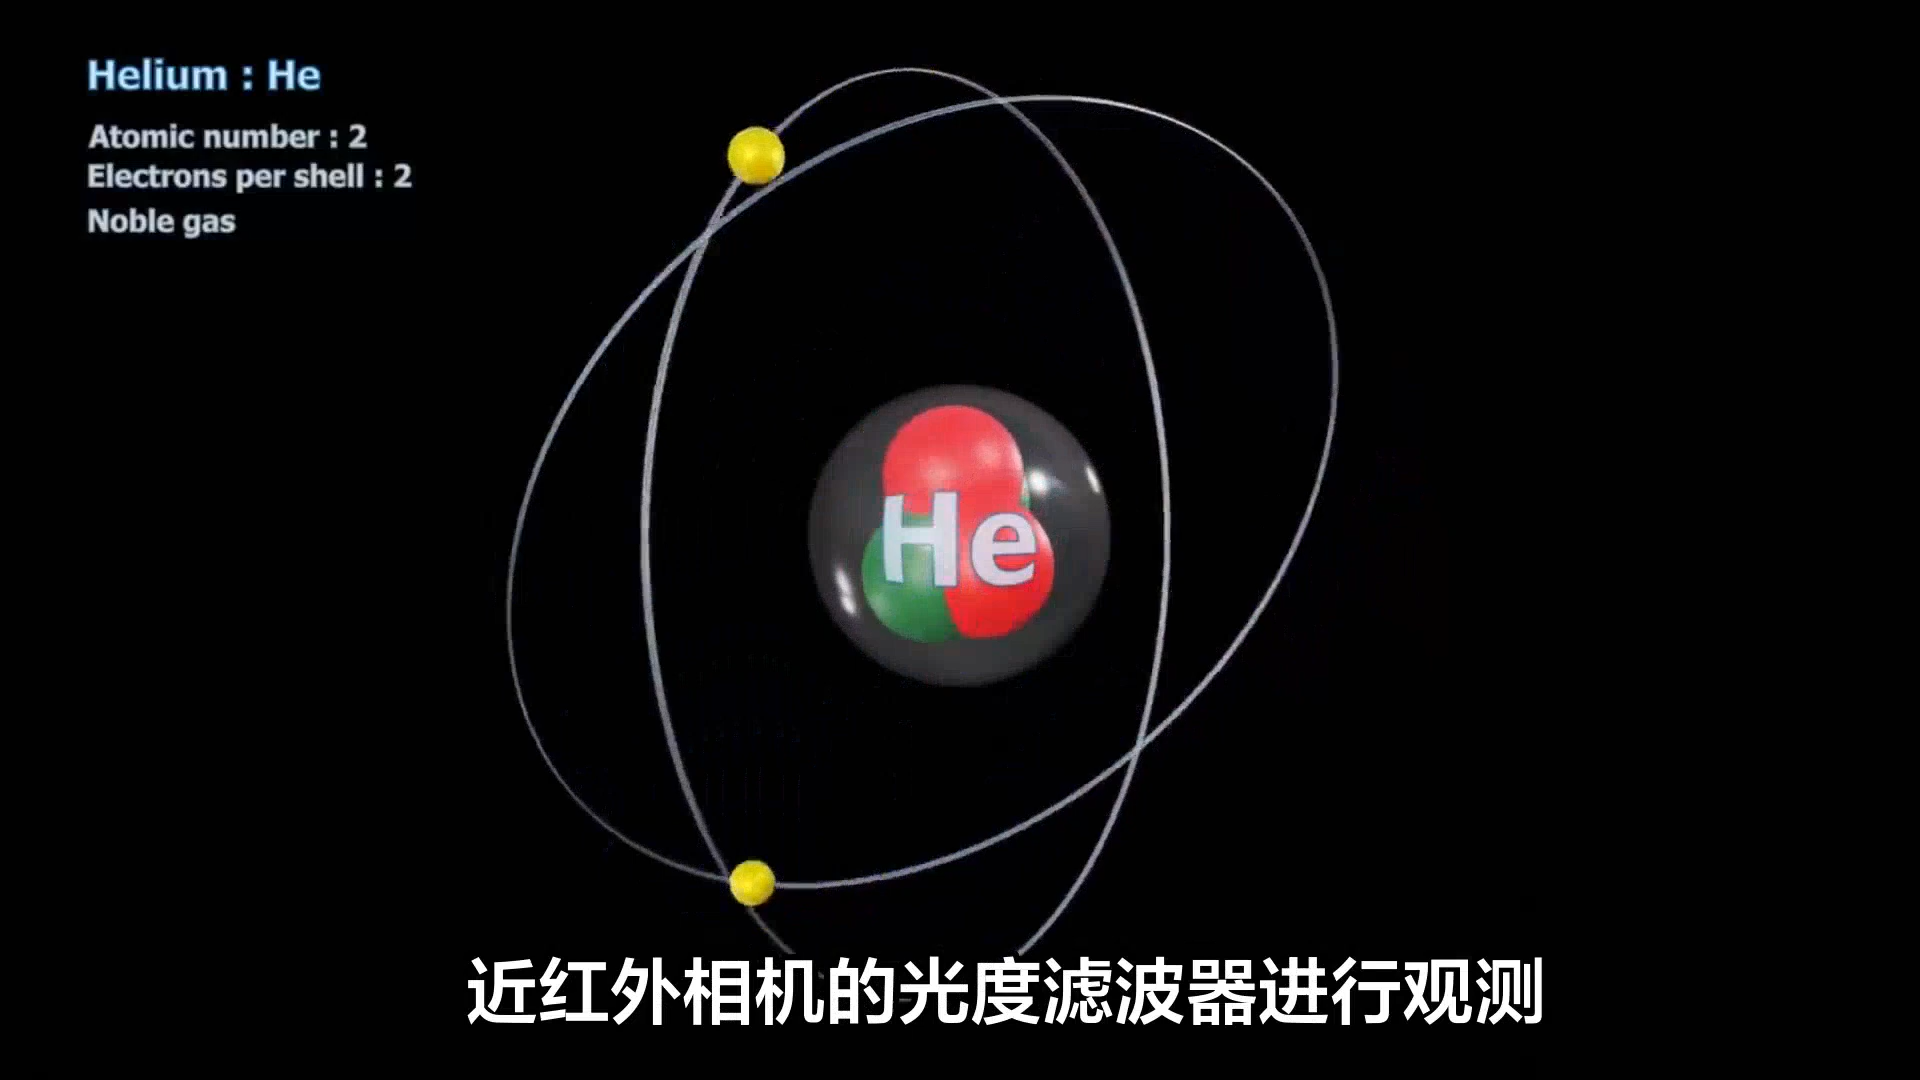 Helium : He
Atomic number : 2
Electrons per shell : 2
Noble gas
He
近红外相机的光度滤波器进行观测